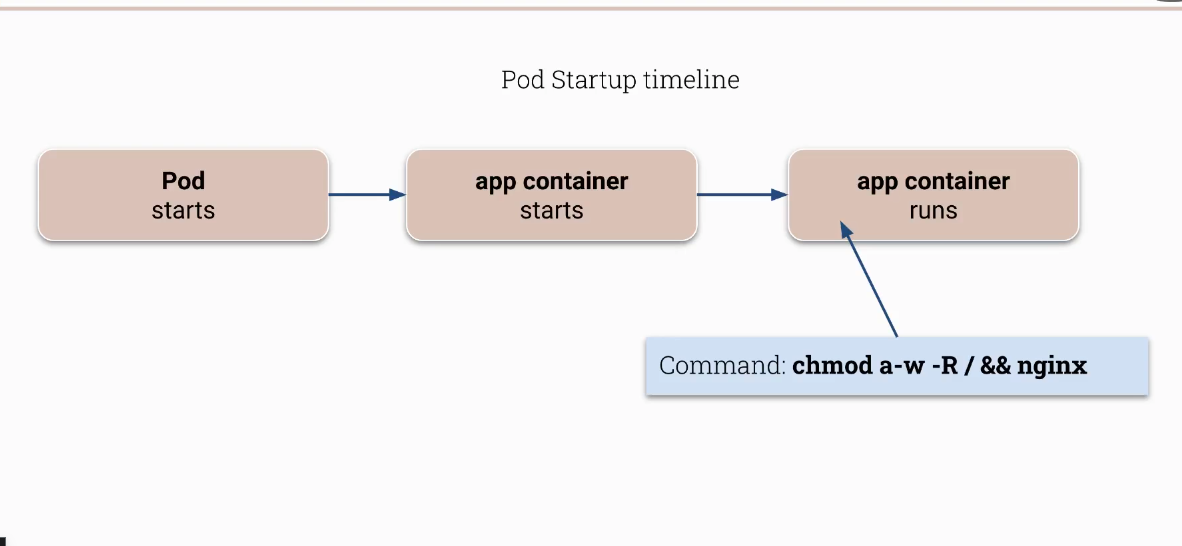 Pod Startup timeline
Pod
starts
app container
starts
app container
runs
Command: chmod a-w -R / && nginx